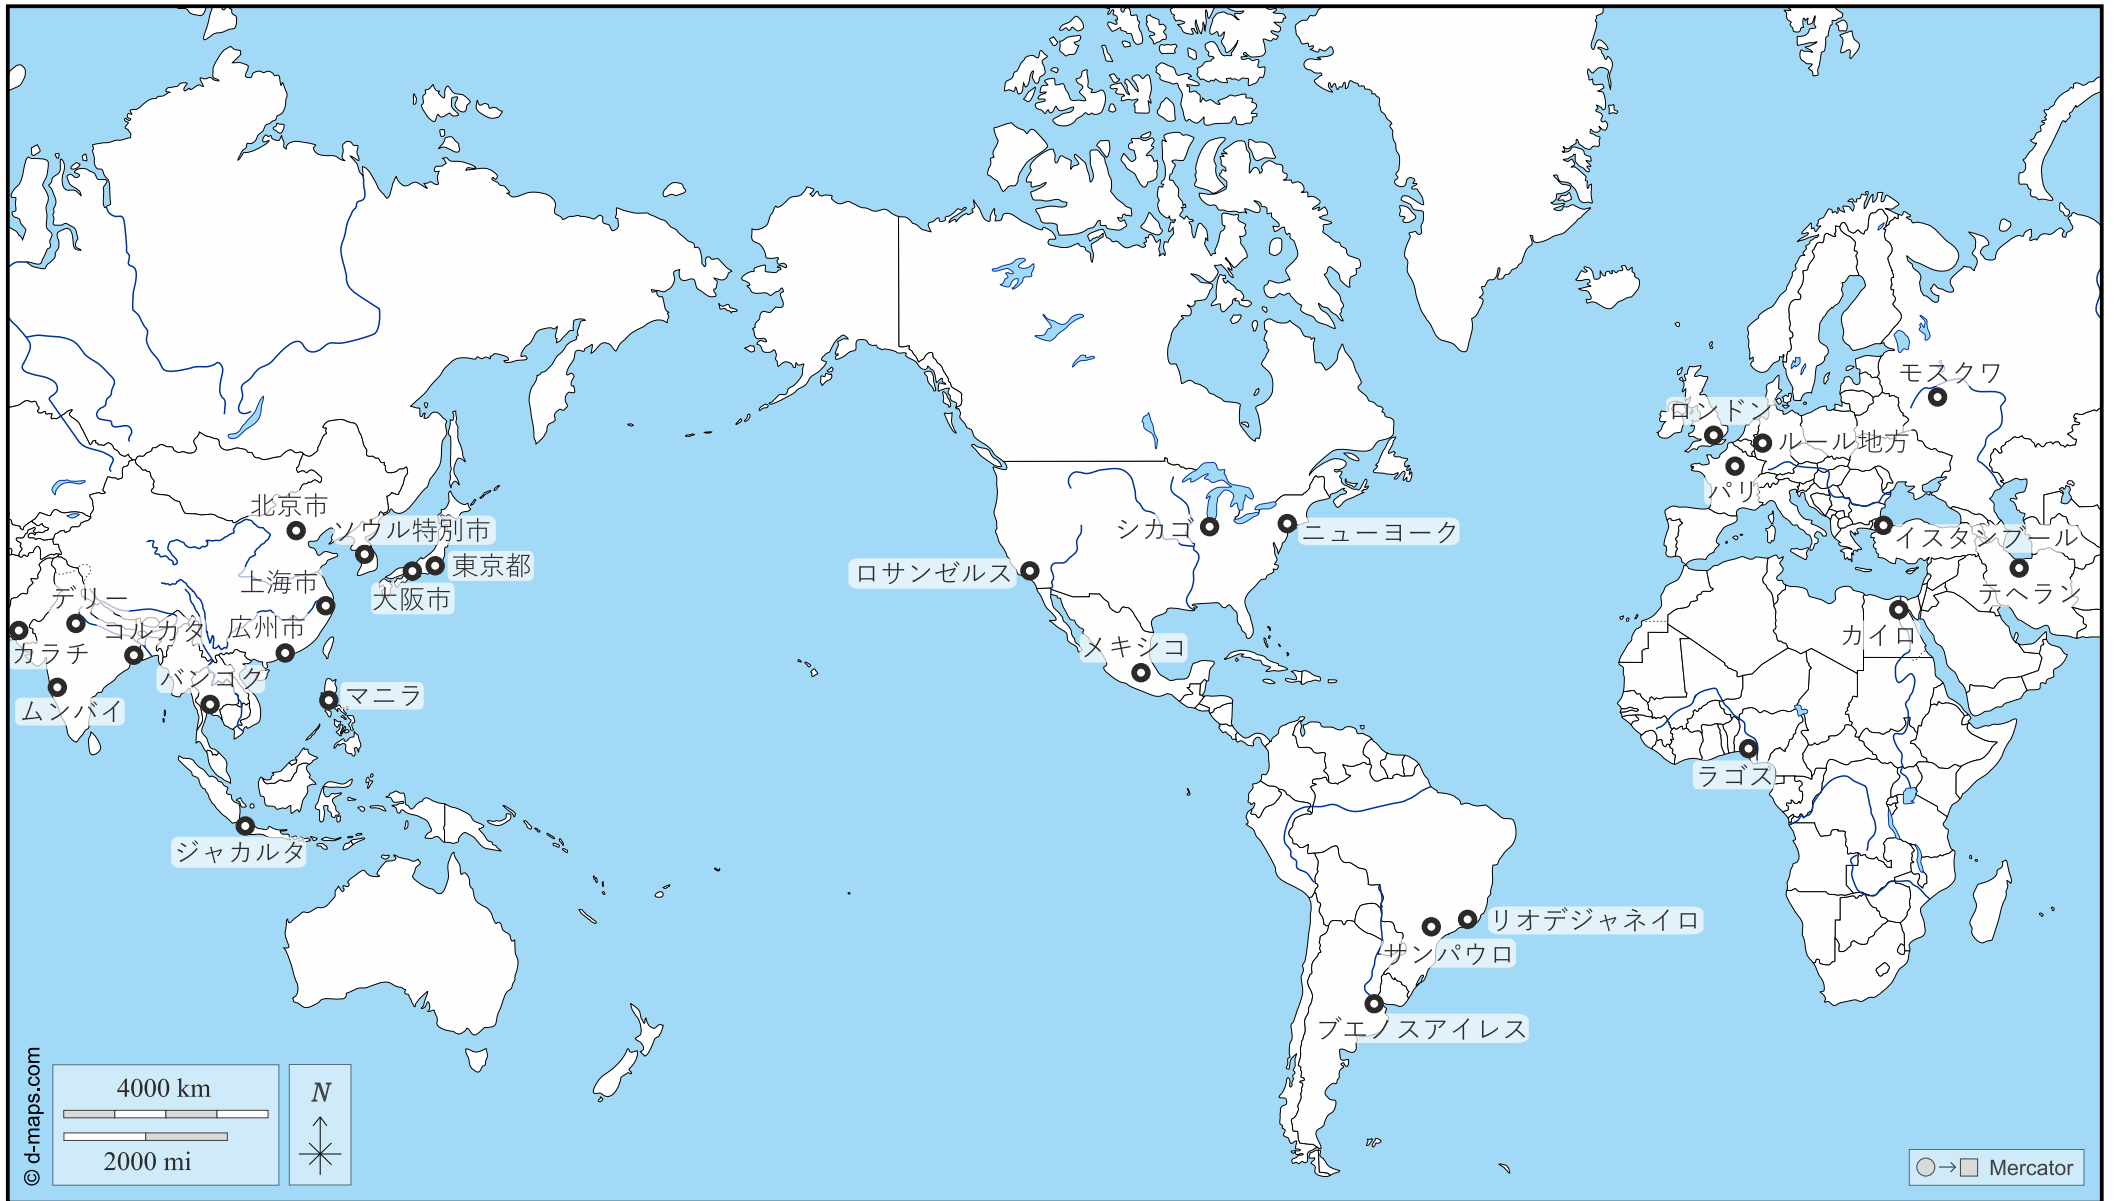 モスクワ
ロンドン
ルール地方
パリ
北京市
ソウル特別市
シカゴ
ニューヨーク
イスタンブール
東京都
ロサンゼルス
上海市
大阪市
テヘラン
デリー
コルカタ
広州市
カイロ
カラチ
メキシコ
バンコク
マニラ
ムンバイ
ラゴス
ジャカルタ
リオデジャネイロ
サンパウロ
ブエノスアイレス
4000 km
2000 mi
N
© d-maps.com
Mercator